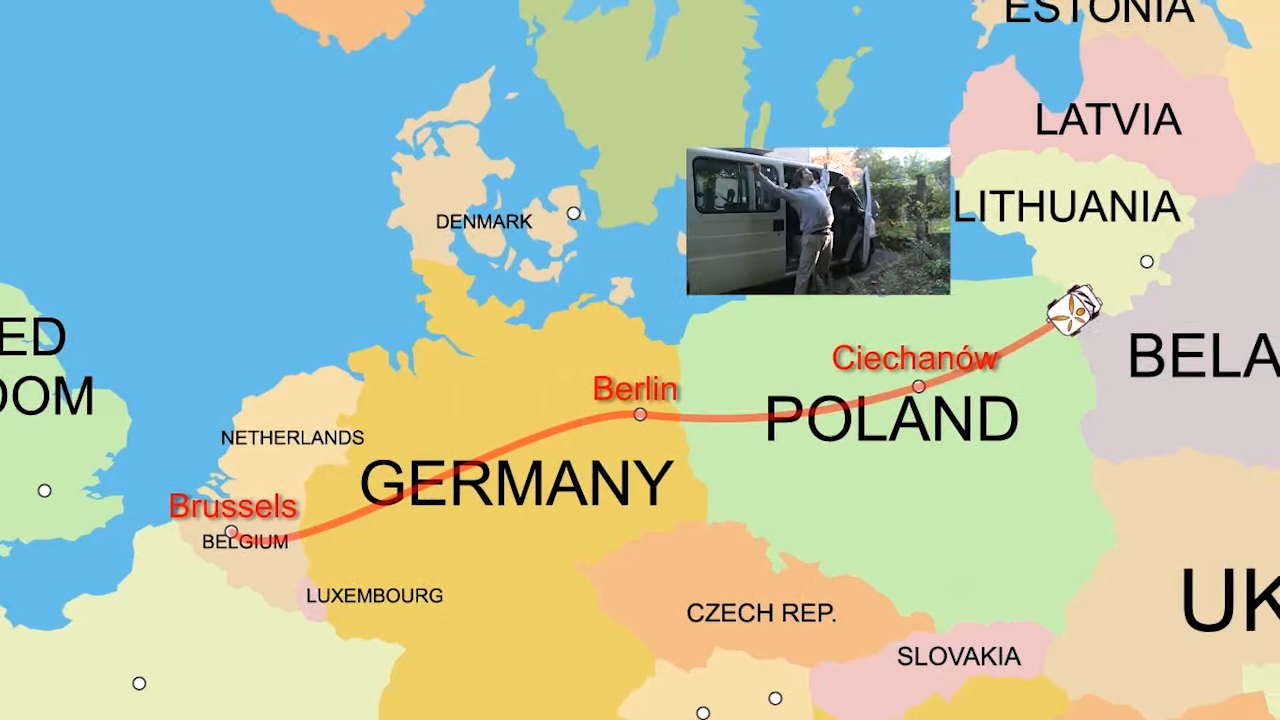 ESTONIA
LATVIA
LITHUANIA
DENMARK
ED
DOM
BELA
Ciechanów
Berlin
POLAND
NETHERLANDS
GERMANY
Brussels
BELGIUM
LUXEMBOURG
CZECH REP.
UK
SLOVAKIA